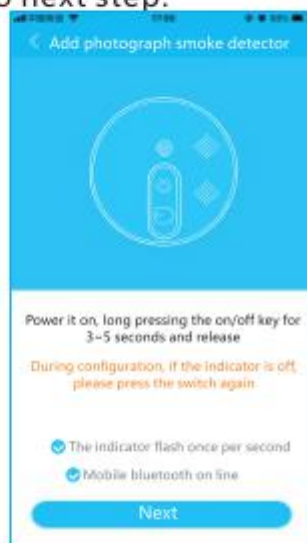 next step.
< Add photograph smoke detector
Power it on, long pressing the on/off key for
3~5 seconds and release
During configuration, if the indicator is off,
please press the switch again
The indicator flash once per second
Mobile bluetooth on line
Next